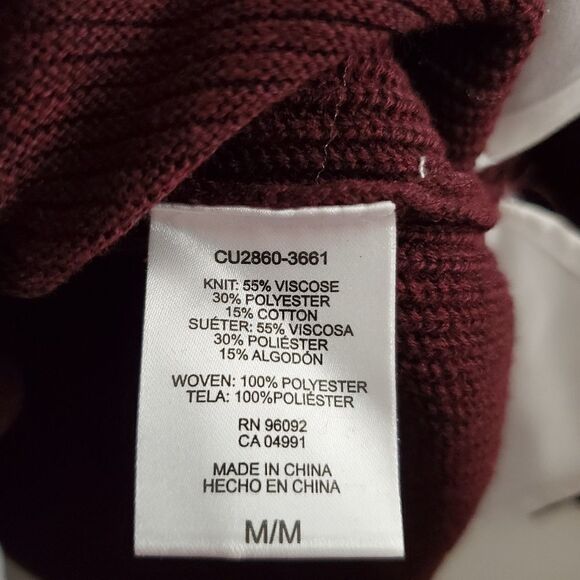 CU2860-3661
KNIT: 55% VISCOSE
30% POLYESTER
15% COTTON
SUÉTER: 55% VISCOSA
30% POLIÉSTER
15% ALGODÓN
WOVEN: 100% POLYESTER
TELA: 100%POLIÉSTER
RN 96092
CA 04991
MADE IN CHINA
HECHO EN CHINA
M/M